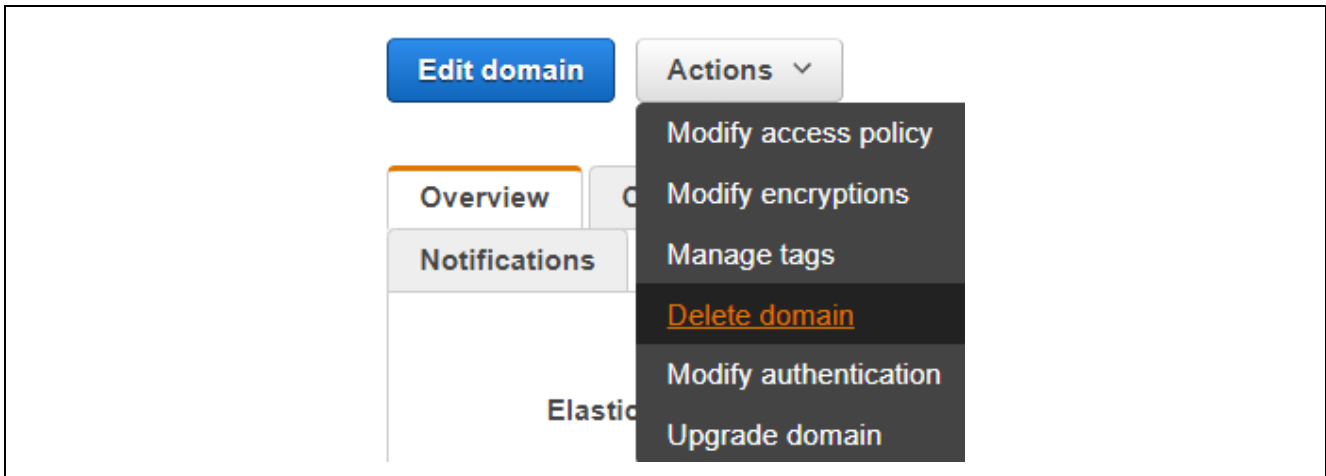 Edit domain
Actions
Modify access policy
Overview
Modify encryptions
Notifications
Manage tags
Delete domain
Modify authentication
Upgrade domain